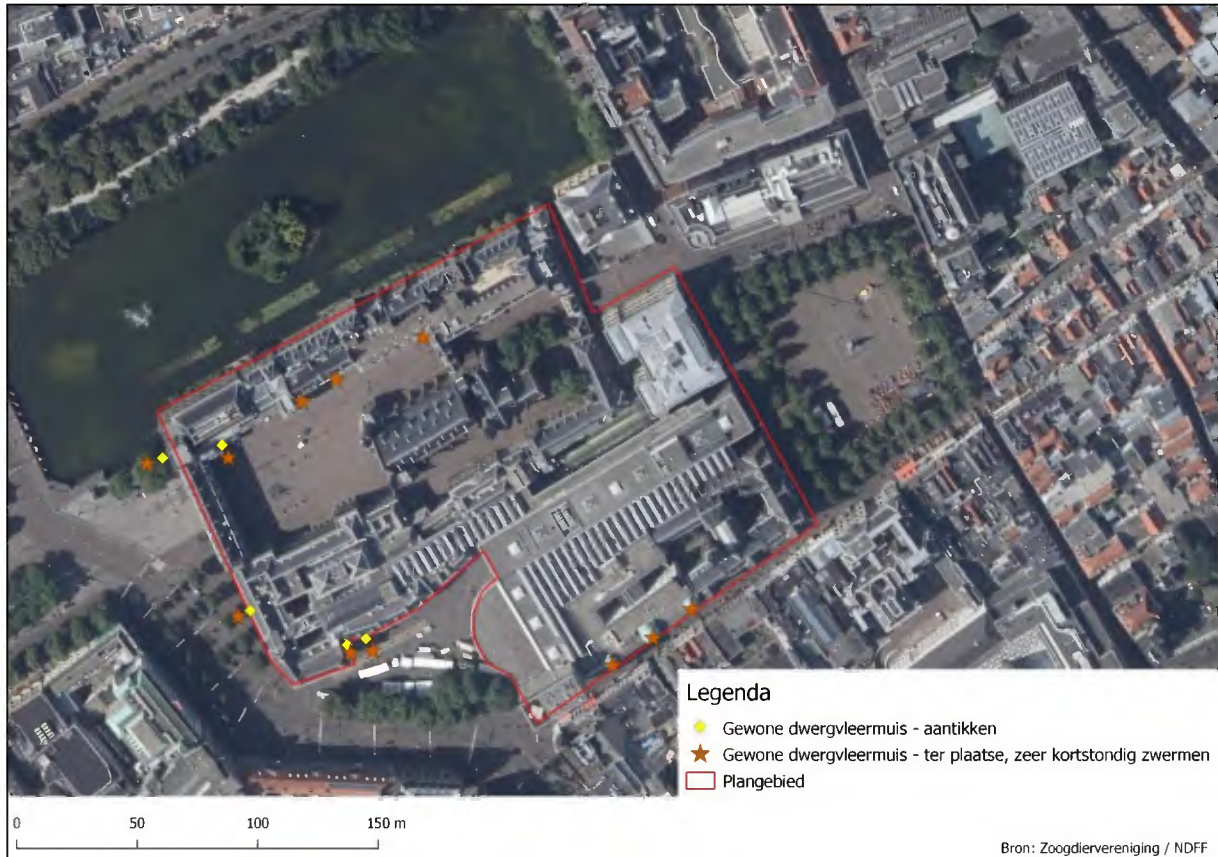 Legenda
Gewone dwergvleermuis - aantikken
Gewone dwergvleermuis - ter plaatse, zeer kortstondig zwermen
Plangebied
0 50 100 150 m
Bron: Zoogdiervereniging / NDFF